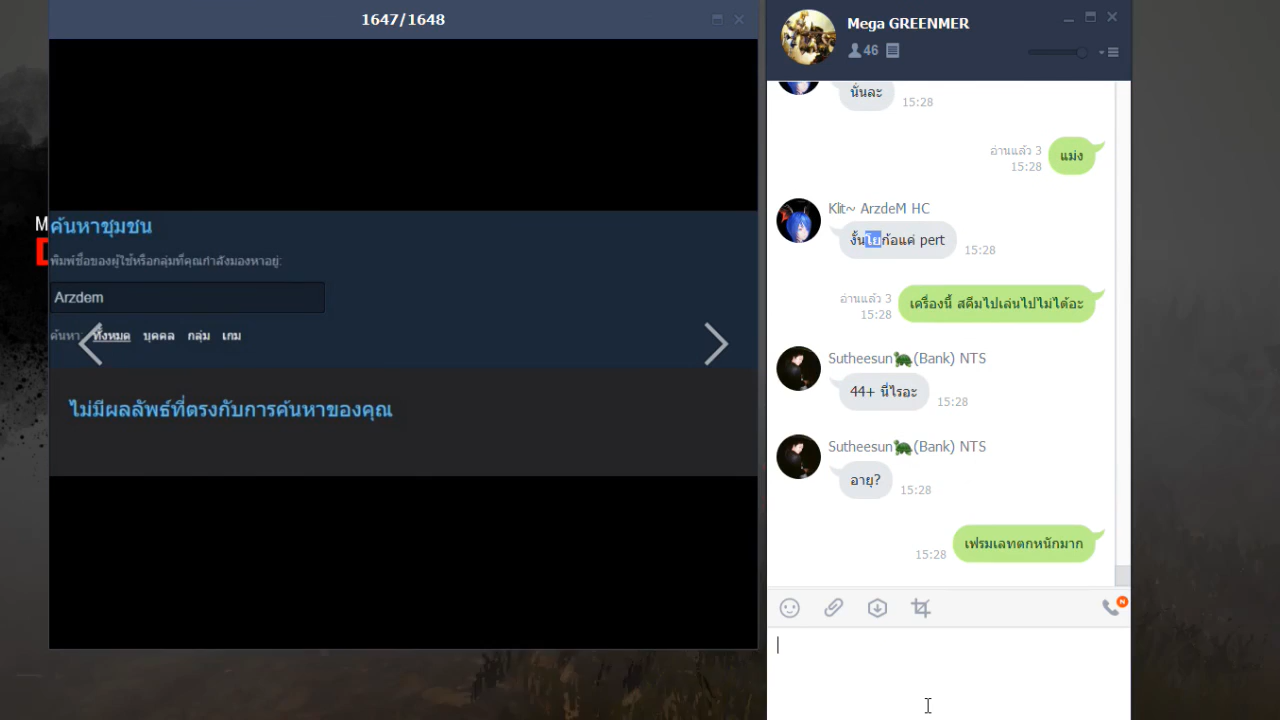 1647/1648
M
D
ค้นหาชุมชน
พิมพ์ชื่อของผู้ใช้หรือกลุ่มที่คุณกำลังมองหาอยู่:
Arzdem
ค้นหา: ทั้งหมด บุคคล กลุ่ม เกม
ไม่มีผลลัพธ์ที่ตรงกับการค้นหาของคุณ
Mega GREENMER
46
นั่นละ
15:28
อ่านแล้ว 3
15:28
แม่ง
Klit~ ArzdeM HC
งั้นโยก้อแค่ pert
15:28
อ่านแล้ว 3
15:28
เครื่องนี้ สตีมไปเล่นไปไม่ได้อะ
Sutheesun🐢(Bank) NTS
44+ นี่ไรอะ
15:28
Sutheesun🐢(Bank) NTS
อายุ?
15:28
15:28
เฟรมเลทตกหนักมาก
N